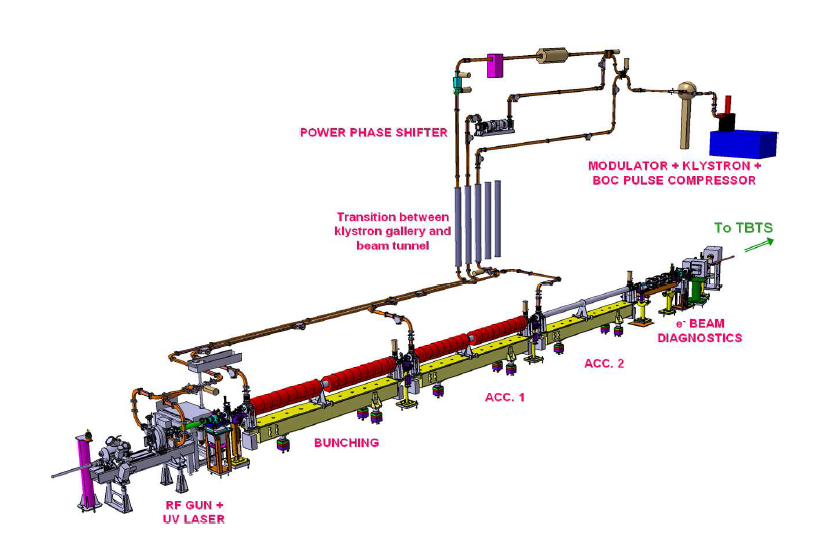 POWER PHASE SHIFTER
MODULATOR + KLYSTRON +
BOC PULSE COMPRESSOR
Transition between
klystron gallery and
beam tunnel
To TBTS
e- BEAM
DIAGNOSTICS
ACC. 2
ACC. 1
BUNCHING
RF GUN +
UV LASER